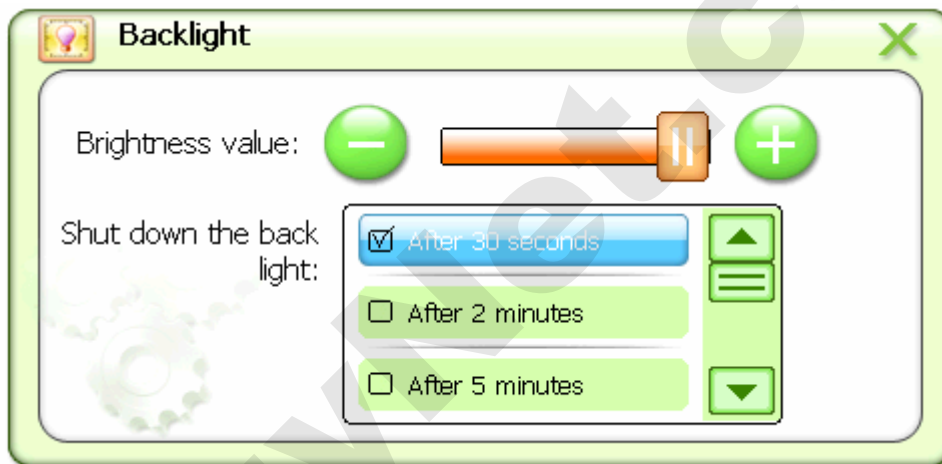 Backlight
Brightness value:
Shut down the back
light:
After 30 seconds
After 2 minutes
After 5 minutes